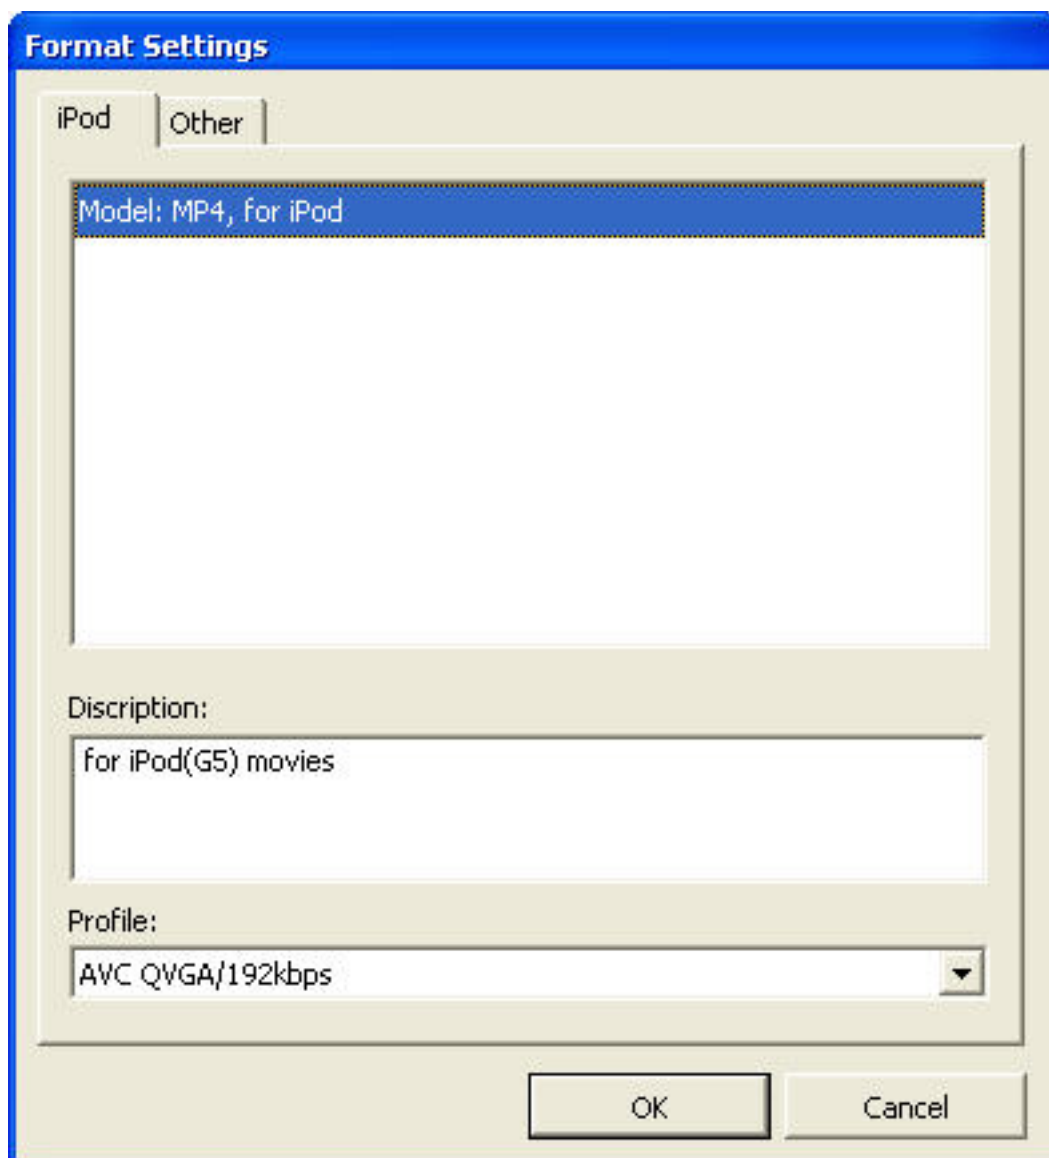 Format Settings
iPod
Other
Model: MP4, for iPod
Discription:
for iPod(G5) movies
Profile:
AVC QVGA/192kbps
OK
Cancel